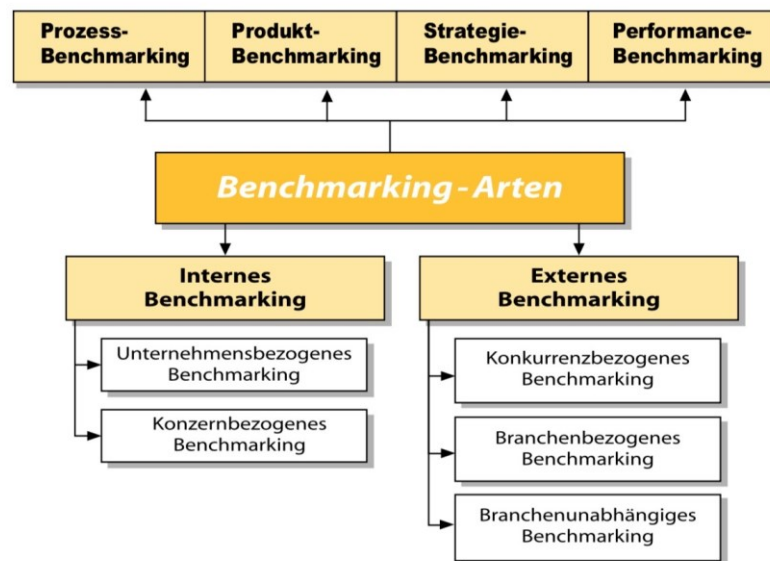 Prozess-
Benchmarking
Produkt-
Benchmarking
Strategie-
Benchmarking
Performance-
Benchmarking
Benchmarking - Arten
Internes
Benchmarking
Unternehmensbezogenes
Benchmarking
Konzernbezogenes
Benchmarking
Externes
Benchmarking
Konkurrenzbezogenes
Benchmarking
Branchenbezogenes
Benchmarking
Branchenunabhängiges
Benchmarking